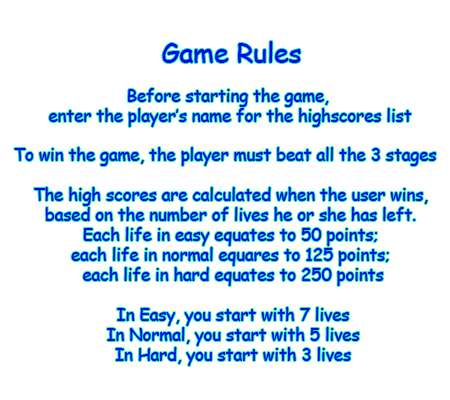 Game Rules
Before starting the game,
enter the player's name for the highscores list
To win the game, the player must beat all the 3 stages
The high scores are calculated when the user wins,
based on the number of lives he or she has left.
Each life in easy equates to 50 points;
each life in normal equares to 125 points;
each life in hard equates to 250 points
In Easy, you start with 7 lives
In Normal, you start with 5 lives
In Hard, you start with 3 lives